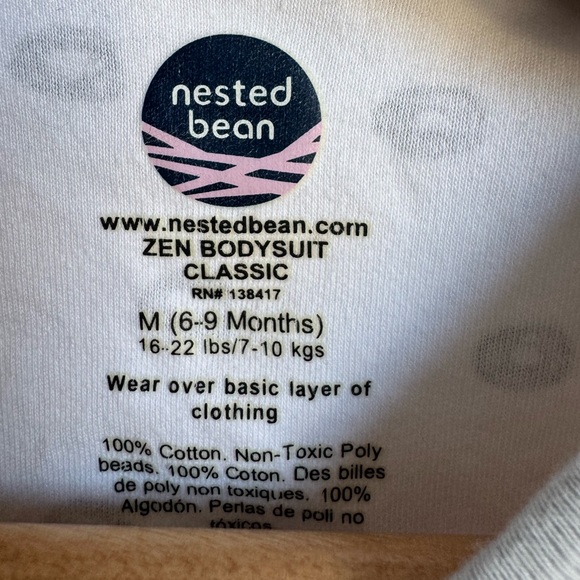 nested
bean
www.nestedbean.com
ZEN BODYSUIT
CLASSIC
RN# 138417
M (6-9 Months)
16-22 lbs/7-10 kgs
Wear over basic layer of
clothing
100% Cotton. Non-Toxic Poly
beads. 100% Coton. Des billes
de poly non toxiques. 100%
Algodón. Perlas de poli no
tóxicos